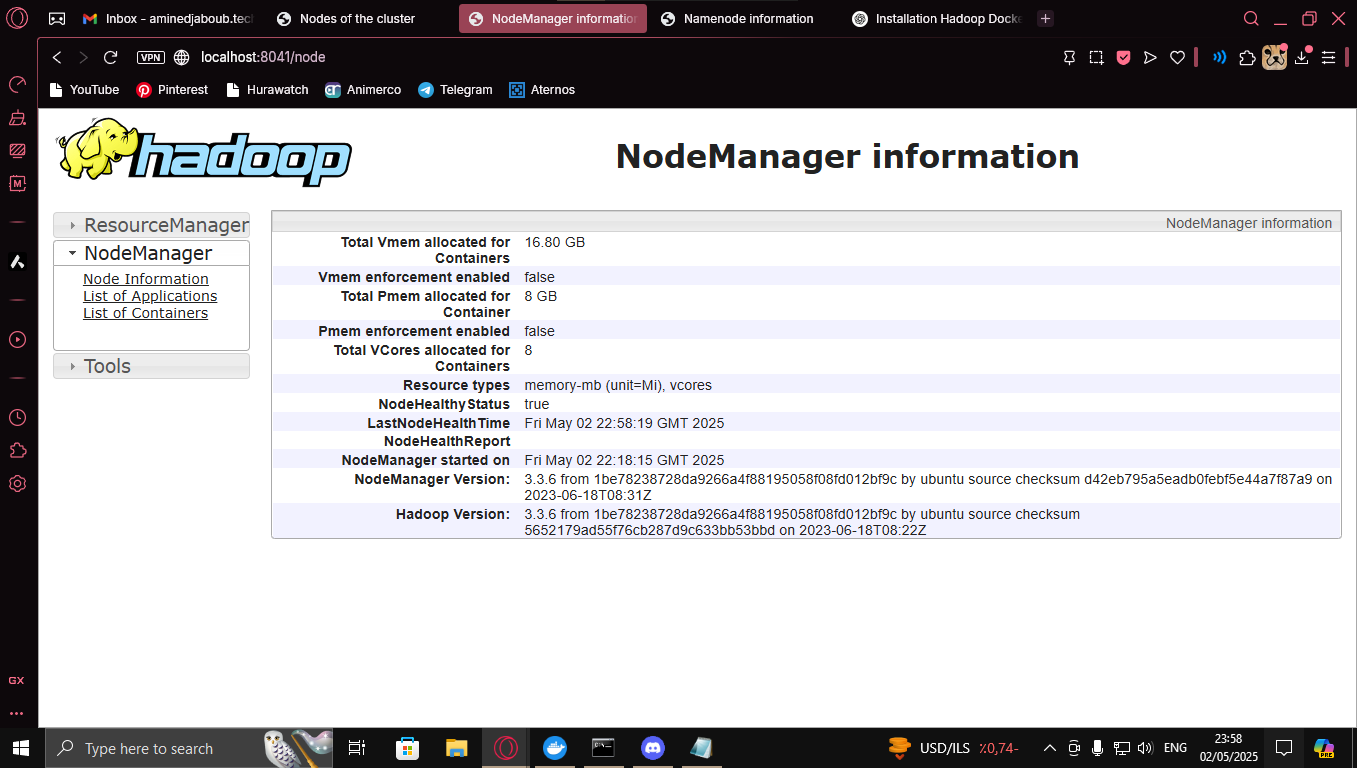 Inbox - aminedjaboub.tec
Nodes of the cluster
NodeManager information
Namenode information
Installation Hadoop Docke
VPN
localhost:8041/node
YouTube
Pinterest
Hurawatch
Animerco
Telegram
Aternos
hadoop
NodeManager information
ResourceManager
NodeManager
Node Information
List of Applications
List of Containers
Tools
NodeManager information
Total Vmem allocated for 16.80 GB
Containers
Vmem enforcement enabled false
Total Pmem allocated for 8 GB
Container
Pmem enforcement enabled false
Total VCores allocated for 8
Containers
Resource types memory-mb (unit=Mi), vcores
NodeHealthyStatus true
LastNodeHealthTime Fri May 02 22:58:19 GMT 2025
NodeHealthReport
NodeManager started on Fri May 02 22:18:15 GMT 2025
NodeManager Version: 3.3.6 from 1be78238728da9266a4f88195058f08fd012bf9c by ubuntu source checksum d42eb795a5eadb0febf5e44a7f87a9 on
2023-06-18T08:31Z
Hadoop Version: 3.3.6 from 1be78238728da9266a4f88195058f08fd012bf9c by ubuntu source checksum
5652179ad55f76cb287d9c633bb53bbd on 2023-06-18T08:22Z
M
GX
Type here to search
USD/ILS %0,74-
ENG
23:58
02/05/2025
PRE